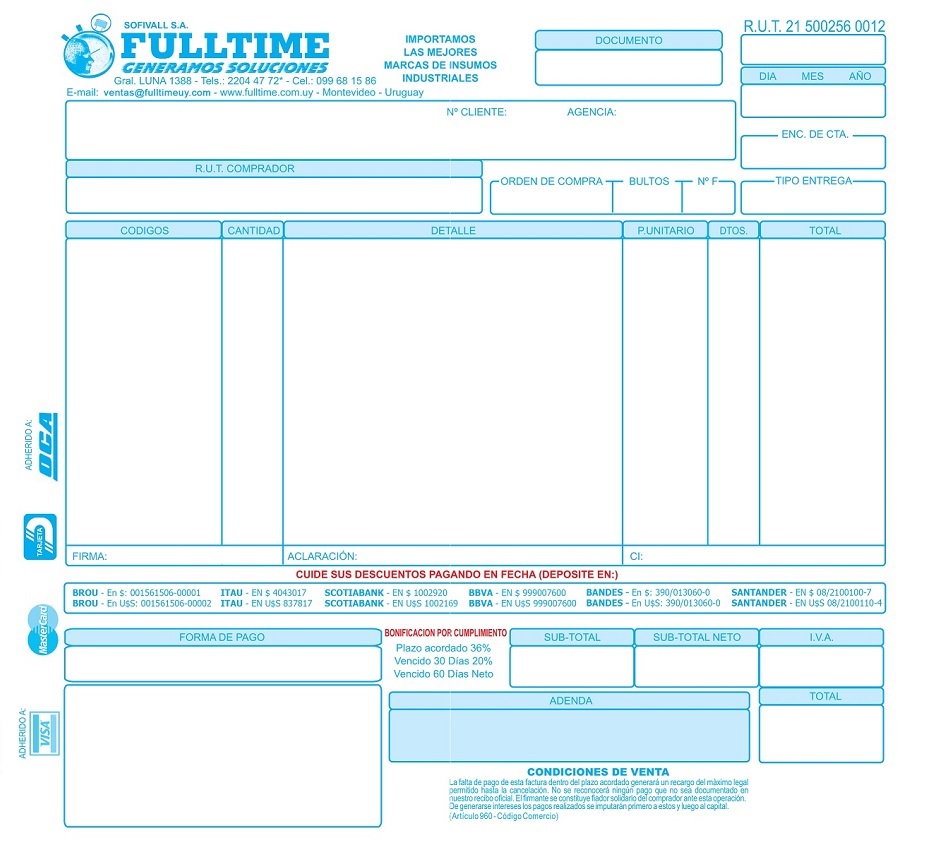 SOFIVALL S.A.
FULLTIME
GENERAMOS SOLUCIONES
Gral. LUNA 1388 - Tels.: 2204 47 72* - Cel.: 099 68 15 86
E-mail: ventas@fulltimeuy.com - www.fulltime.com.uy - Montevideo - Uruguay
IMPORTAMOS
LAS MEJORES
MARCAS DE INSUMOS
INDUSTRIALES
DOCUMENTO
R.U.T. 21 500256 0012
DIA MES AÑO
Nº CLIENTE: AGENCIA:
ENC. DE CTA.
R.U.T. COMPRADOR
ORDEN DE COMPRA BULTOS Nº F TIPO ENTREGA
CODIGOS CANTIDAD DETALLE P.UNITARIO DTOS. TOTAL
ADHERIDO A:
OCA
TARJETA
D
MasterCard
ADHERIDO A:
VISA
FIRMA: ACLARACIÓN: CI:
CUIDE SUS DESCUENTOS PAGANDO EN FECHA (DEPOSITE EN:)
BROU - En $: 001561506-00001 ITAU - EN $ 4043017 SCOTIABANK - EN $ 1002920 BBVA - EN $ 999007600 BANDES - En $: 390/013060-0 SANTANDER - EN $ 08/2100100-7
BROU - En U$S: 001561506-00002 ITAU - EN U$S 837817 SCOTIABANK - EN U$S 1002169 BBVA - EN U$S 999007600 BANDES - En U$S: 390/013060-0 SANTANDER - EN U$S 08/2100110-4
FORMA DE PAGO
BONIFICACION POR CUMPLIMIENTO
Plazo acordado 36%
Vencido 30 Días 20%
Vencido 60 Días Neto
SUB-TOTAL SUB-TOTAL NETO I.V.A.
ADENDA
TOTAL
CONDICIONES DE VENTA
La falta de pago de esta factura dentro del plazo acordado generará un recargo del máximo legal
permitido hasta la cancelación. No se reconocerá ningún pago que no sea documentado en
nuestro recibo oficial. El firmante se constituye fiador solidario del comprador ante esta operación.
De generarse intereses los pagos realizados se imputarán primero a estos y luego al capital.
(Artículo 960 - Código Comercio)